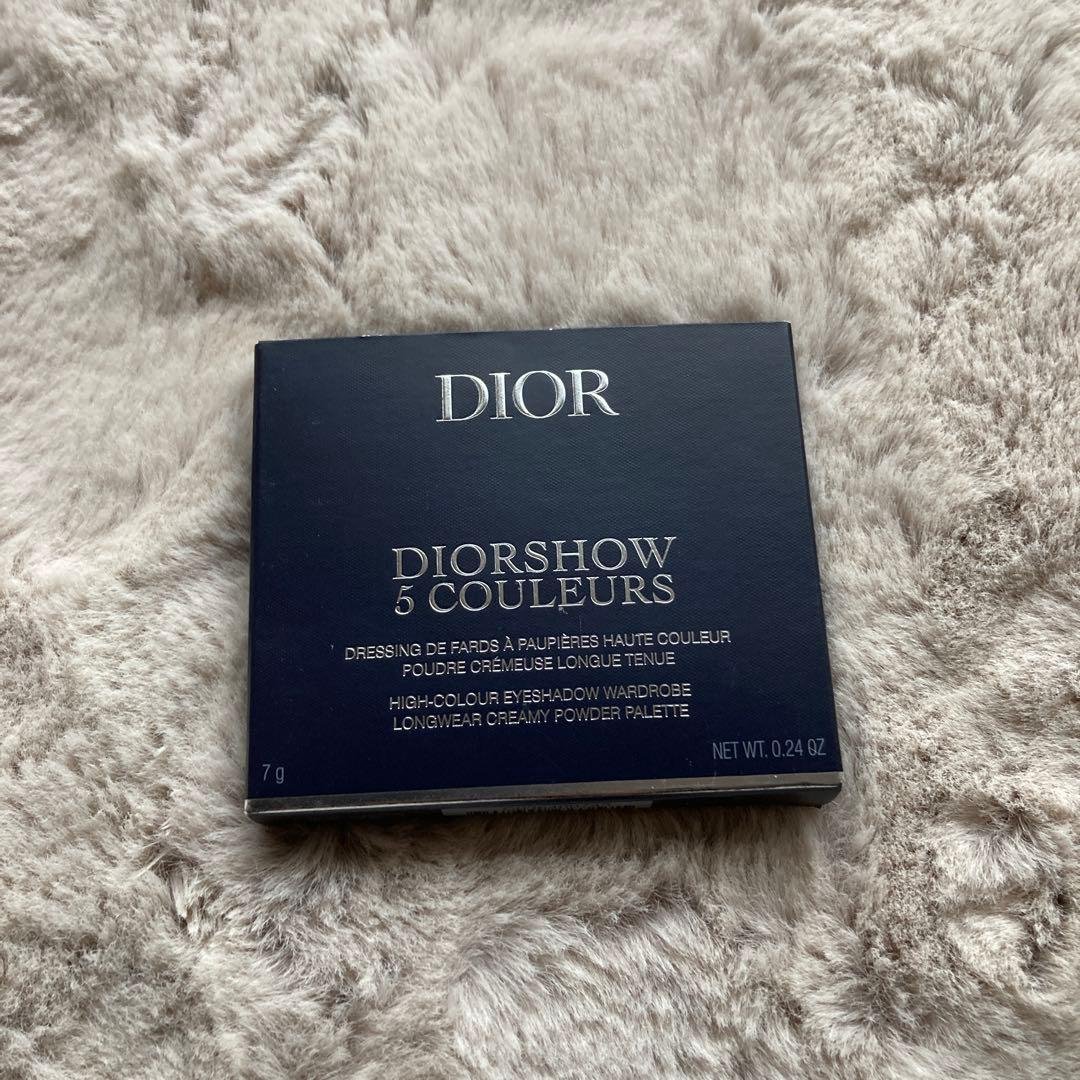 DIOR
DIORSHOW
5 COULEURS
DRESSING DE FARDS À PAUPIÈRES HAUTE COULEUR
POUDRE CRÉMEUSE LONGUE TENUE
HIGH-COLOUR EYESHADOW WARDROBE
LONGWEAR CREAMY POWDER PALETTE
7 g
NET WT. 0.24 OZ